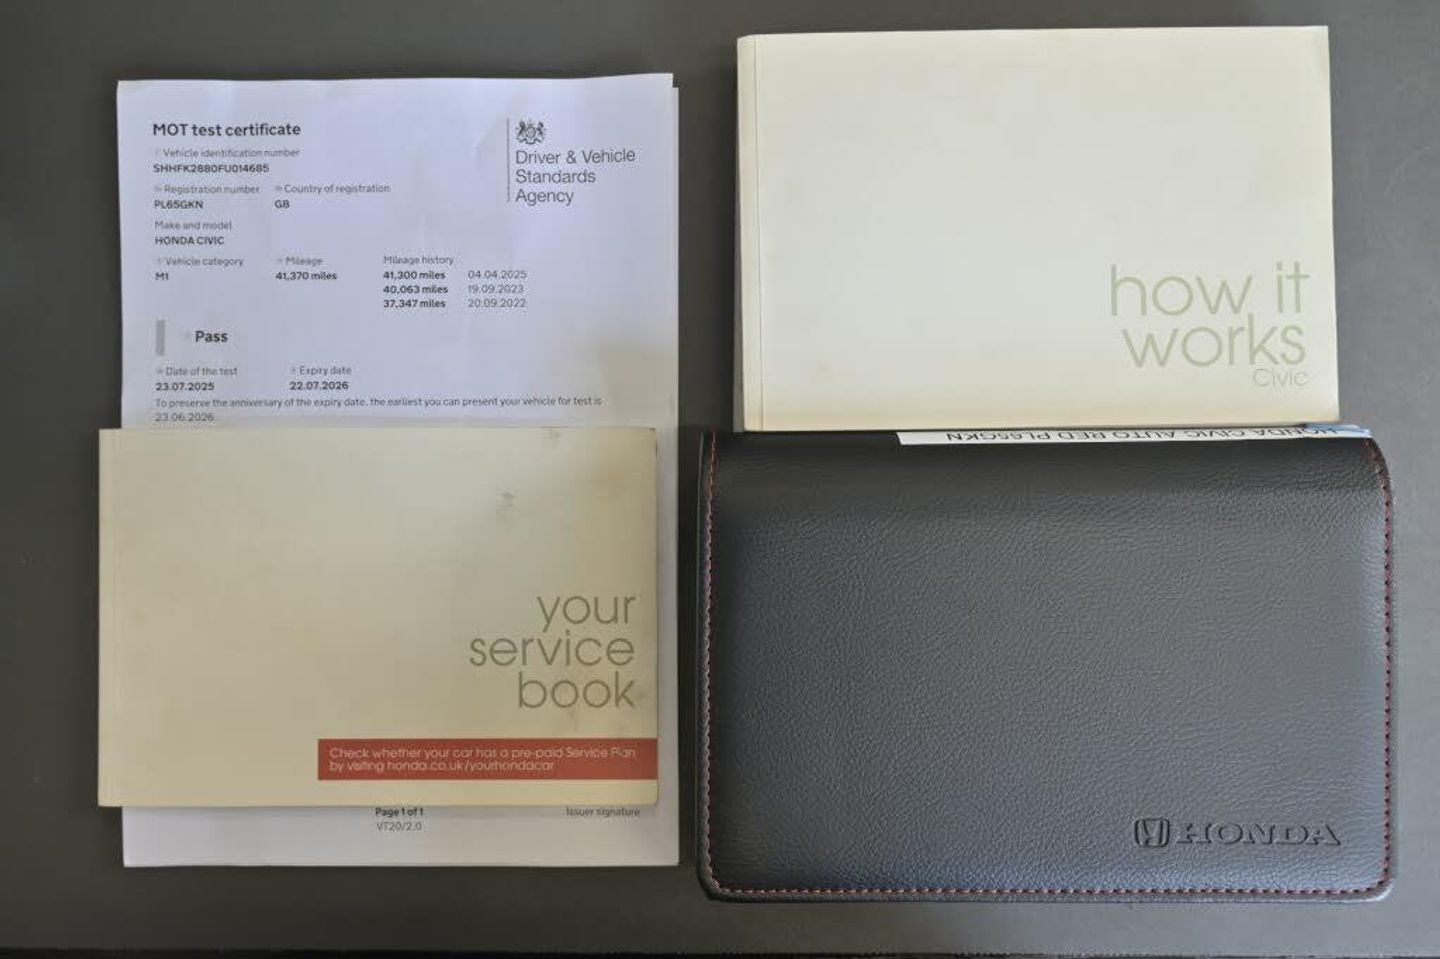 MOT test certificate
Vehicle identification number
SHHFK2880FU014685
Registration number
Country of registration
PL65GKN
GB
Make and model
HONDA CIVIC
Vehicle category
Mileage
Mileage history
M1
41,370 miles
41,300 miles 04.04.2025
40,063 miles 19.09.2023
37,347 miles 20.09.2022
Pass
Date of the test
Expiry date
23.07.2025
22.07.2026
To preserve the anniversary of the expiry date, the earliest you can present your vehicle for test is
23.06.2026.
Driver & Vehicle
Standards
Agency
how it
works
Civic
HONDA CIVIC AUTO RED PL65GKN
your
service
book
Check whether your car has a pre-paid Service Plan
by visiting honda.co.uk/yourhondacar
Page 1 of 1
VT20/2.0
Issuer signature
HONDA